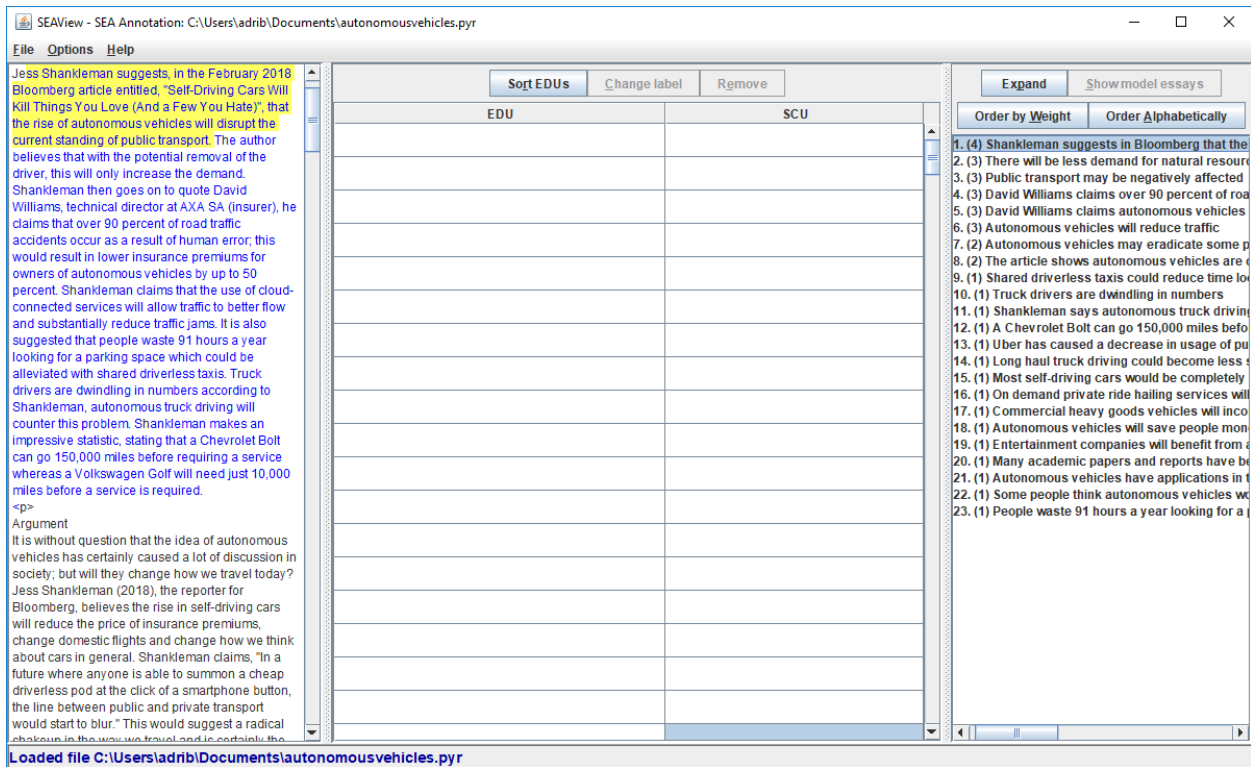 SEAView - SEA Annotation: C:\Users\adrib\Documents\autonomousvehicles.pyr
File Options Help
Jess Shankleman suggests, in the February 2018
Bloomberg article entitled, "Self-Driving Cars Will
Kill Things You Love (And a Few You Hate)", that
the rise of autonomous vehicles will disrupt the
current standing of public transport. The author
believes that with the potential removal of the
driver, this will only increase the demand.
Shankleman then goes on to quote David
Williams, technical director at AXA SA (insurer), he
claims that over 90 percent of road traffic
accidents occur as a result of human error; this
would result in lower insurance premiums for
owners of autonomous vehicles by up to 50
percent. Shankleman claims that the use of cloud-
connected services will allow traffic to better flow
and substantially reduce traffic jams. It is also
suggested that people waste 91 hours a year
looking for a parking space which could be
alleviated with shared driverless taxis. Truck
drivers are dwindling in numbers according to
Shankleman, autonomous truck driving will
counter this problem. Shankleman makes an
impressive statistic, stating that a Chevrolet Bolt
can go 150,000 miles before requiring a service
whereas a Volkswagen Golf will need just 10,000
miles before a service is required.
<p>
Argument
It is without question that the idea of autonomous
vehicles has certainly caused a lot of discussion in
society; but will they change how we travel today?
Jess Shankleman (2018), the reporter for
Bloomberg, believes the rise in self-driving cars
will reduce the price of insurance premiums,
change domestic flights and change how we think
about cars in general. Shankleman claims, "In a
future where anyone is able to summon a cheap
driverless pod at the click of a smartphone button,
the line between public and private transport
would start to blur." This would suggest a radical
shakeup in the way we travel and is certainly the
Sort EDUs Change label Remove
EDU SCU
Expand Show model essays
Order by Weight Order Alphabetically
1. (4) Shankleman suggests in Bloomberg that the
2. (3) There will be less demand for natural resour
3. (3) Public transport may be negatively affected
4. (3) David Williams claims over 90 percent of roa
5. (3) David Williams claims autonomous vehicles
6. (3) Autonomous vehicles will reduce traffic
7. (2) Autonomous vehicles may eradicate some p
8. (2) The article shows autonomous vehicles are
9. (1) Shared driverless taxis could reduce time loo
10. (1) Truck drivers are dwindling in numbers
11. (1) Shankleman says autonomous truck driving
12. (1) A Chevrolet Bolt can go 150,000 miles befo
13. (1) Uber has caused a decrease in usage of pu
14. (1) Long haul truck driving could become less s
15. (1) Most self-driving cars would be completely
16. (1) On demand private ride hailing services will
17. (1) Commercial heavy goods vehicles will inco
18. (1) Autonomous vehicles will save people mon
19. (1) Entertainment companies will benefit from a
20. (1) Many academic papers and reports have be
21. (1) Autonomous vehicles have applications in t
22. (1) Some people think autonomous vehicles wo
23. (1) People waste 91 hours a year looking for a p
Loaded file C:\Users\adrib\Documents\autonomousvehicles.pyr